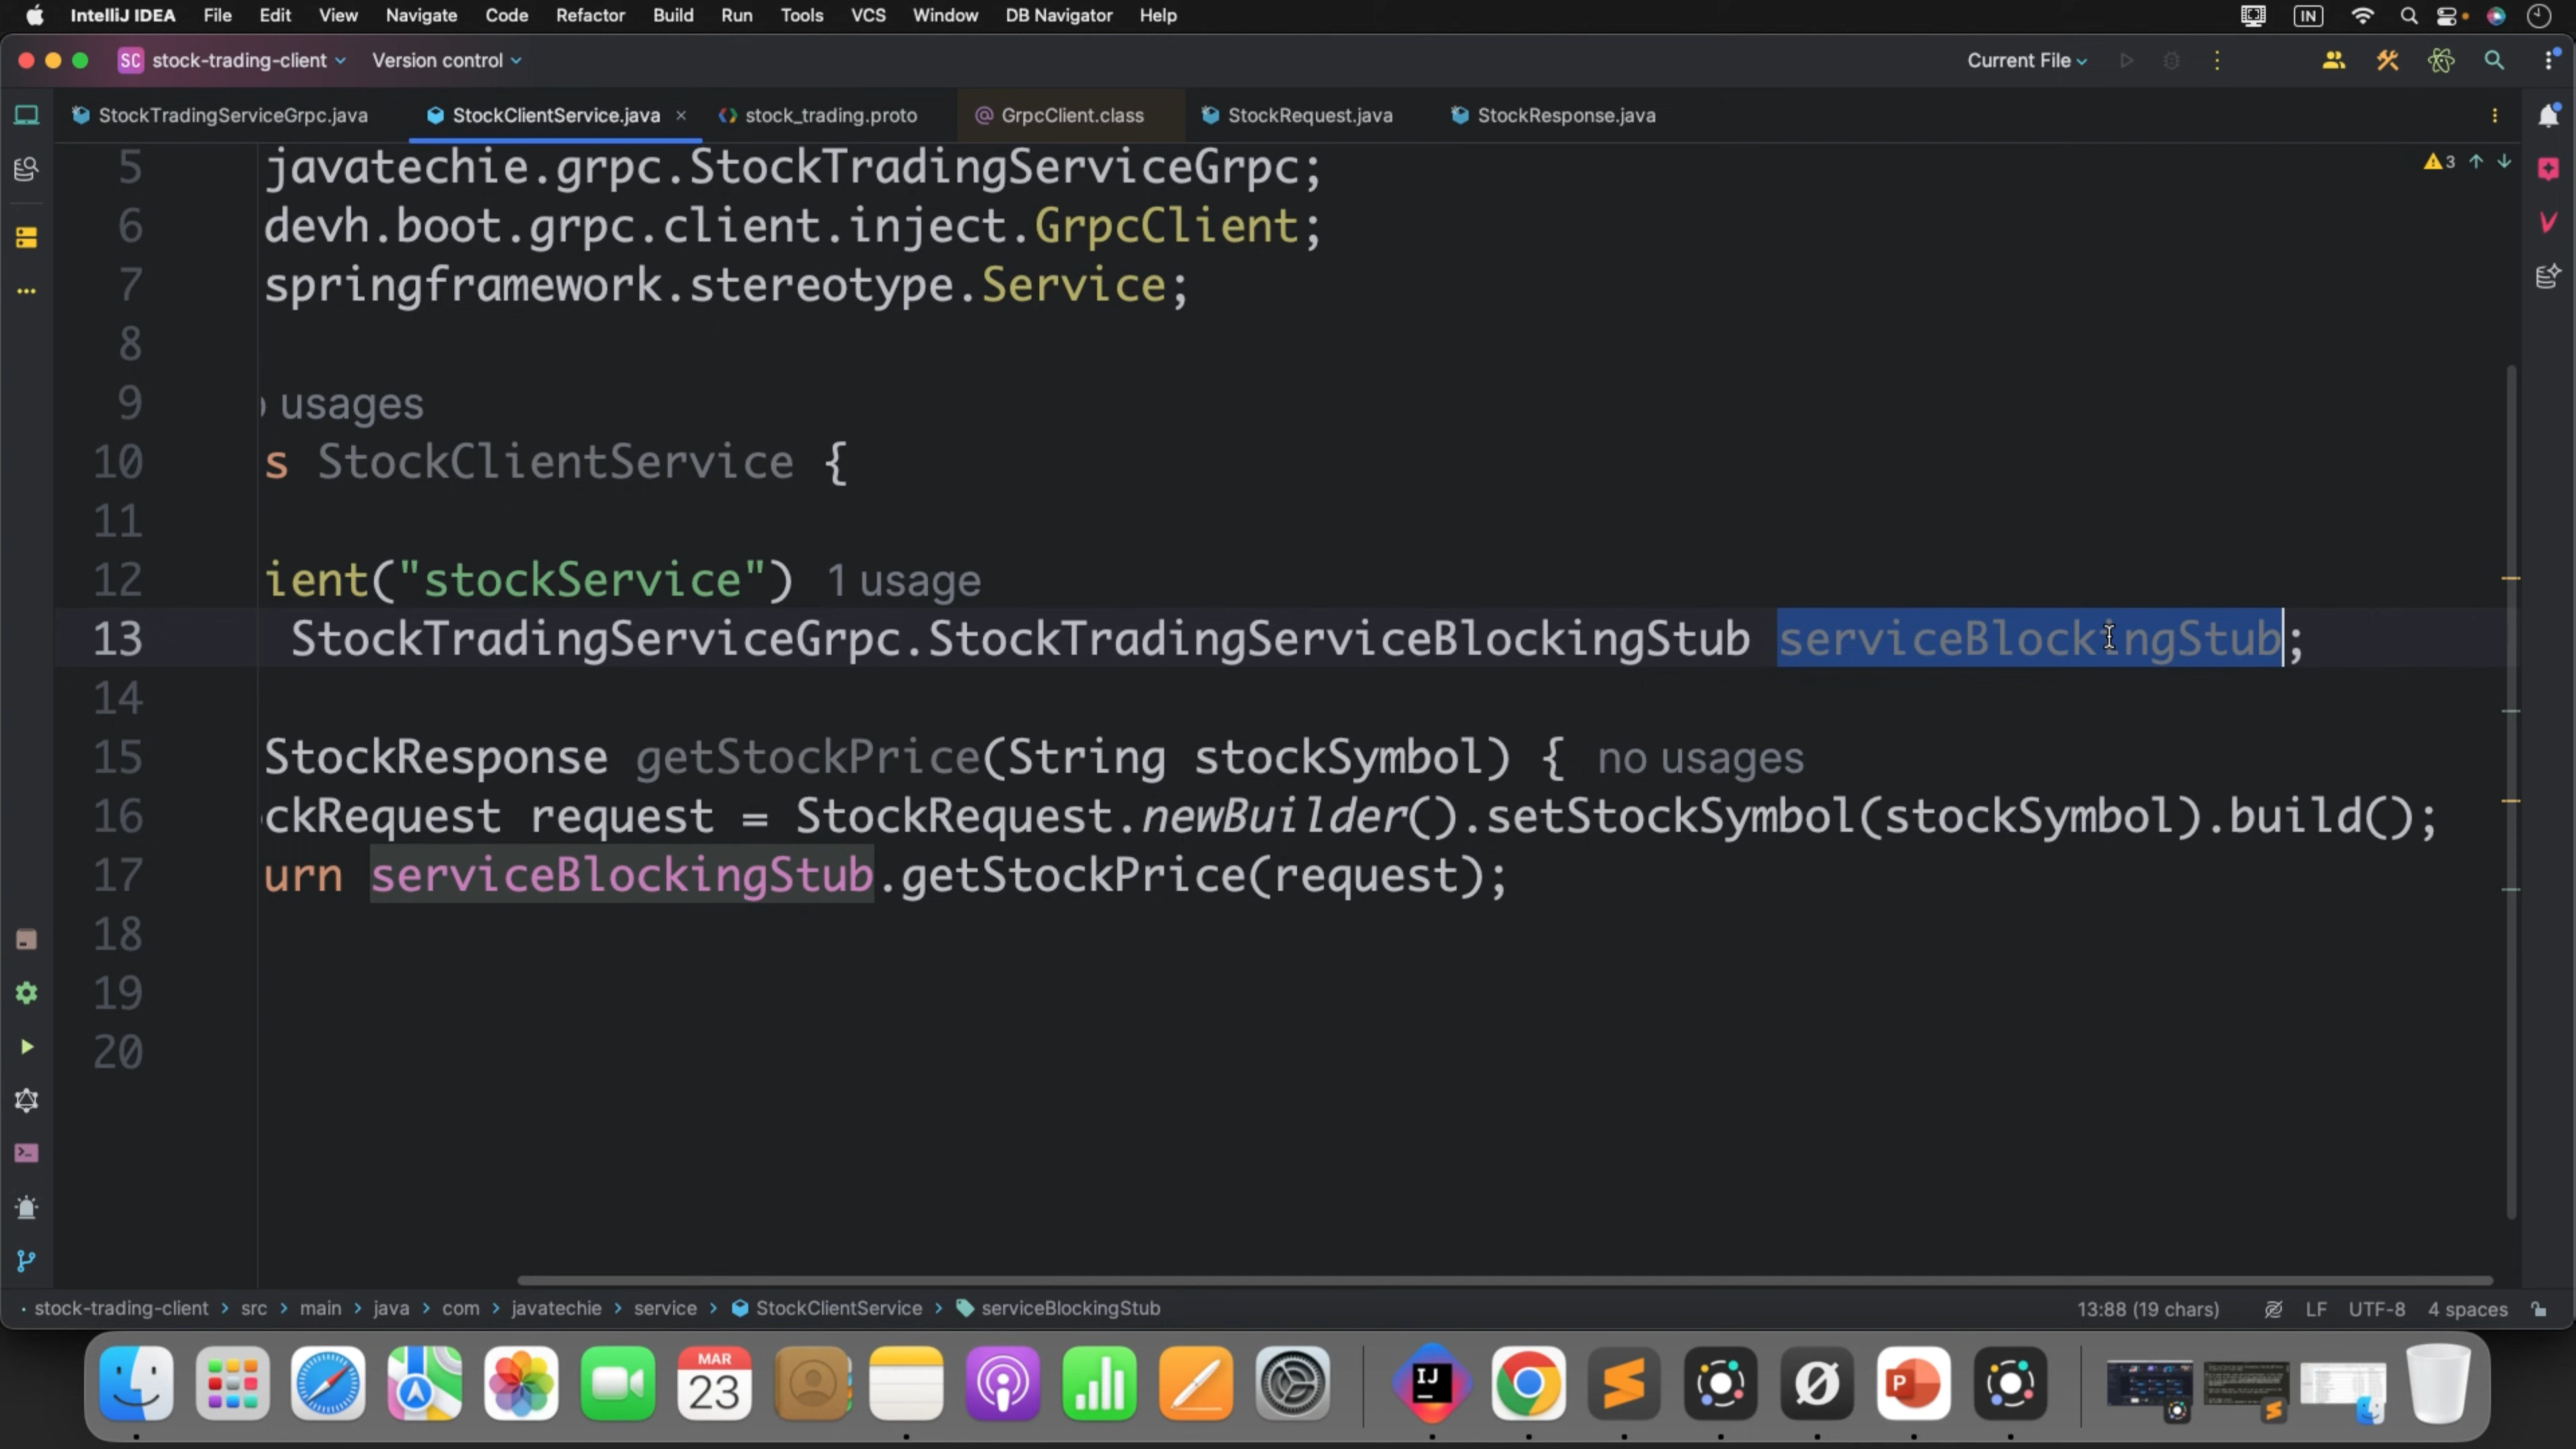 IntelliJ IDEA File Edit View Navigate Code Refactor Build Run Tools VCS Window DB Navigator Help IN
SC stock-trading-client Version control Current File
StockTradingServiceGrpc.java StockClientService.java stock_trading.proto GrpcClient.class StockRequest.java StockResponse.java
5 javatechie.grpc.StockTradingServiceGrpc; 3
6 devh.boot.grpc.client.inject.GrpcClient;
7 springframework.stereotype.Service;
8
9 usages
10 s StockClientService {
11
12 ient("stockService") 1 usage
13 StockTradingServiceGrpc.StockTradingServiceBlockingStub serviceBlockingStub;
14
15 StockResponse getStockPrice(String stockSymbol) { no usages
16 ckRequest request = StockRequest.newBuilder().setStockSymbol(stockSymbol).build();
17 urn serviceBlockingStub.getStockPrice(request);
18
19
20
stock-trading-client > src > main > java > com > javatechie > service > StockClientService > serviceBlockingStub 13:88 (19 chars) LF UTF-8 4 spaces
MAR
23
IJ
P